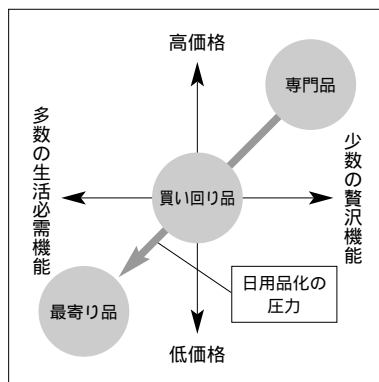 高価格
専門品
多数の生活必需機能
少数の贅沢機能
買い回り品
日用品化の
圧力
最寄り品
低価格